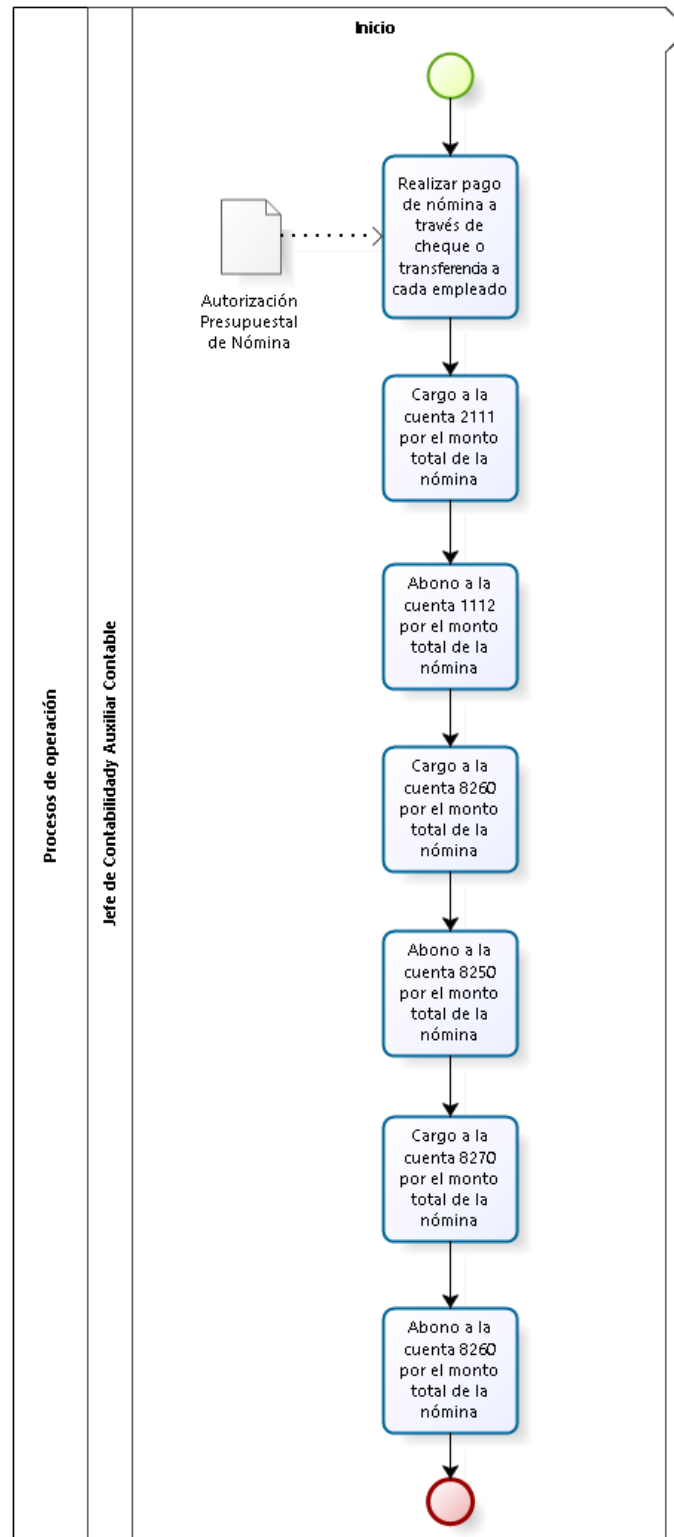 Inicio
Realizar pago
de nómina a
través de
cheque o
transferencia a
cada empleado
Autorización
Presupuestal
de Nómina
Cargo a la
cuenta 2111
por el monto
total de la
nómina
Abono a la
cuenta 1112
por el monto
total de la
nómina
Cargo a la
cuenta 8260
por el monto
total de la
nómina
Abono a la
cuenta 8250
por el monto
total de la
nómina
Cargo a la
cuenta 8270
por el monto
total de la
nómina
Abono a la
cuenta 8260
por el monto
total de la
nómina
Procesos de operación
Jefe de Contabilidady Auxiliar Contable